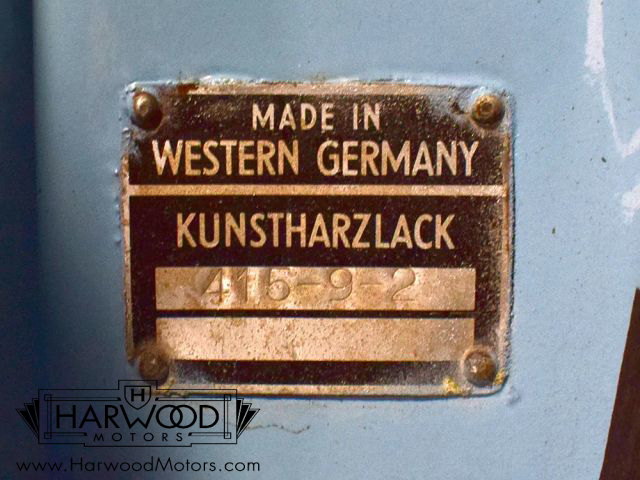 MADE IN
WESTERN GERMANY
KUNSTHARZLACK
415-9-2
H
HARWOOD
MOTORS
www.HarwoodMotors.com